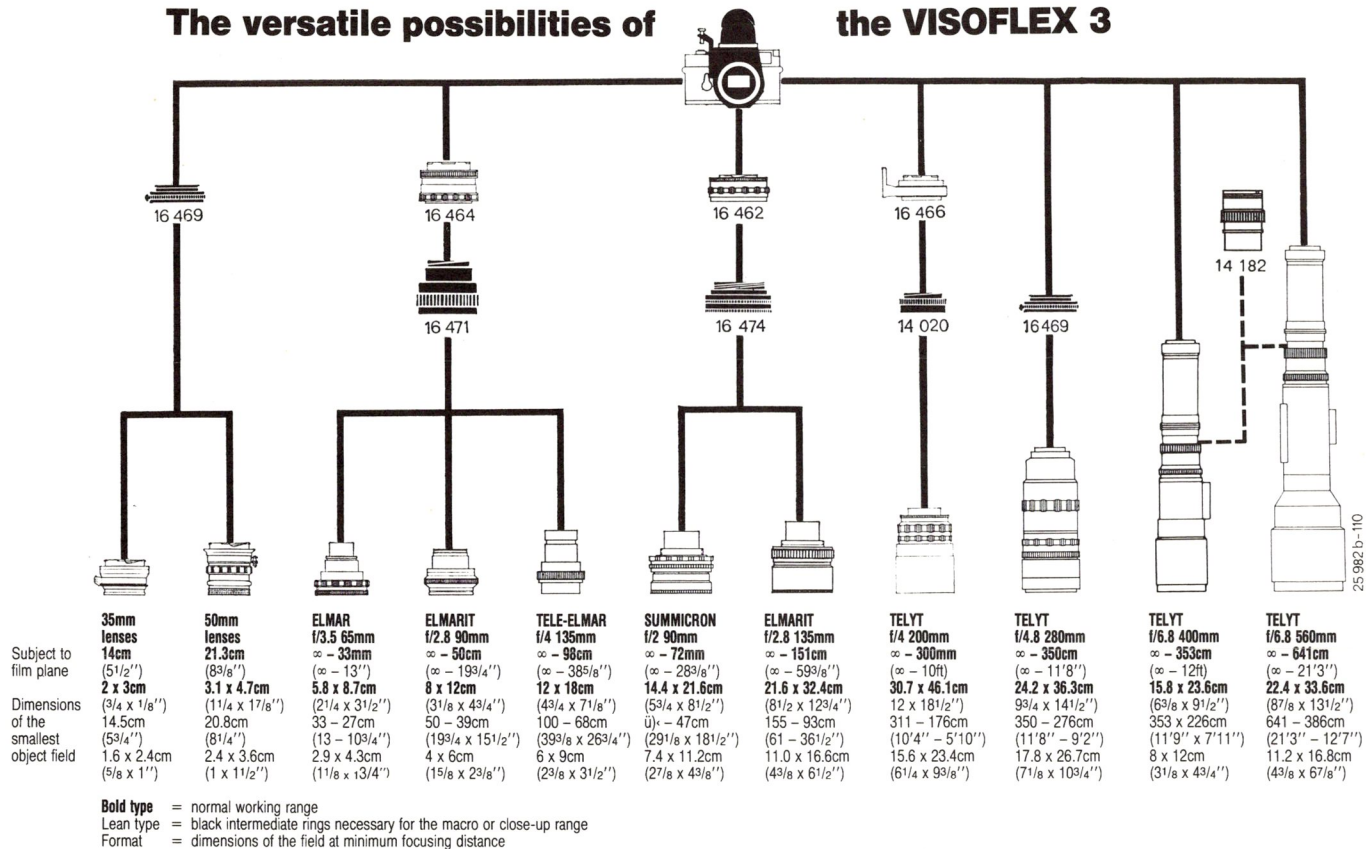 The versatile possibilities of the VISOFLEX 3
16 469
16 464
16 462
16 466
14 182
16 471
16 474
14 020
16469
25 982 b-110
35mm ELMAR ELMARIT TELE-ELMAR SUMMICRON ELMARIT TELYT TELYT TELYT TELYT
lenses
50mm
lenses
f/3.5 65mm f/2.8 90mm f/4 135mm f/2 90mm f/2.8 135mm f/4 200mm f/4.8 280mm f/6.8 400mm f/6.8 560mm
Subject to 14cm 21.3cm ∞ – 33mm ∞ – 50cm ∞ – 98cm ∞ – 72mm ∞ – 151cm ∞ – 300mm ∞ – 350cm ∞ – 353cm ∞ – 641cm
film plane (51/2'') (83/8'') (∞ – 13'') (∞ – 193/4'') (∞ – 385/8'') (∞ – 283/8'') (∞ – 593/8'') (∞ – 10ft) (∞ – 11'8'') (∞ – 12ft) (∞ – 21'3'')
2 x 3cm 3.1 x 4.7cm 5.8 x 8.7cm 8 x 12cm 12 x 18cm 14.4 x 21.6cm 21.6 x 32.4cm 30.7 x 46.1cm 24.2 x 36.3cm 15.8 x 23.6cm 22.4 x 33.6cm
Dimensions (3/4 x 1/8'') (11/4 x 17/8'') (21/4 x 31/2'') (31/8 x 43/4'') (43/4 x 71/8'') (53/4 x 81/2'') (81/2 x 123/4'') 12 x 181/2'') 93/4 x 141/2'') (63/8 x 91/2'') (87/8 x 131/2'')
of the 14.5cm 20.8cm 33 – 27cm 50 – 39cm 100 – 68cm ü)‹ – 47cm 155 – 93cm 311 – 176cm 350 – 276cm 353 x 226cm 641 – 386cm
smallest (53/4'') (81/4'') (13 – 103/4'') (193/4 x 151/2'') (393/8 x 263/4'') (291/8 x 181/2'') (61 – 361/2'') (10'4'' – 5'10'') (11'8'' – 9'2'') (11'9'' x 7'11'') (21'3'' – 12'7'')
object field 1.6 x 2.4cm 2.4 x 3.6cm 2.9 x 4.3cm 4 x 6cm 6 x 9cm 7.4 x 11.2cm 11.0 x 16.6cm 15.6 x 23.4cm 17.8 x 26.7cm 8 x 12cm 11.2 x 16.8cm
(5/8 x 1'') (1 x 11/2'') (11/8 x 13/4'') (15/8 x 23/8'') (23/8 x 31/2'') (27/8 x 43/8'') (43/8 x 61/2'') (61/4 x 93/8'') (71/8 x 103/4'') (31/8 x 43/4'') (43/8 x 67/8'')
Bold type = normal working range
Lean type = black intermediate rings necessary for the macro or close-up range
Format = dimensions of the field at minimum focusing distance